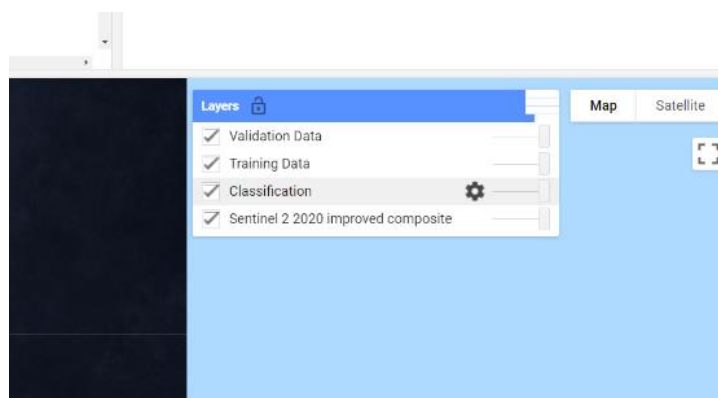 Layers
Map Satellite
Validation Data
Training Data
Classification
Sentinel 2 2020 improved composite